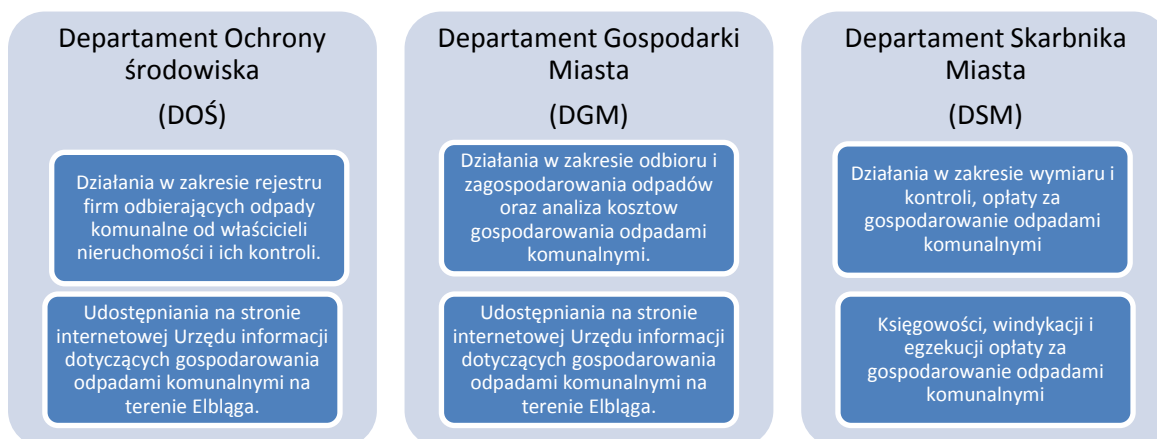 Departament Ochrony
środowiska
(DOŚ)
Działania w zakresie rejestru
firm odbierających odpady
komunalne od właścicieli
nieruchomości i ich kontroli.
Udostępniania na stronie
internetowej Urzędu informacji
dotyczących gospodarowania
odpadami komunalnymi na
terenie Elbląga.
Departament Gospodarki
Miasta
(DGM)
Działania w zakresie odbioru i
zagospodarowania odpadów
oraz analiza kosztow
gospodarowania odpadami
komunalnymi.
Udostępniania na stronie
internetowej Urzędu informacji
dotyczących gospodarowania
odpadami komunalnymi na
terenie Elbląga.
Departament Skarbnika
Miasta
(DSM)
Działania w zakresie wymiaru i
kontroli, opłaty za
gospodarowanie odpadami
komunalnymi
Księgowości, windykacji i
egzekucji opłaty za
gospodarowanie odpadami
komunalnymi